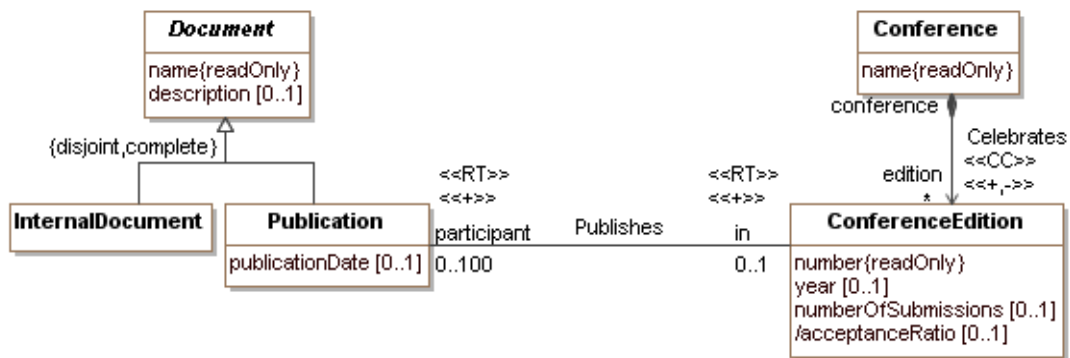 Document
name{readOnly}
description [0..1]
Conference
name{readOnly}
conference
{disjoint,complete}
Celebrates
<<CC>>
<<+,->>
edition
*
<<RT>>
<<+>>
<<RT>>
<<+>>
InternalDocument
Publication
publicationDate [0..1]
participant
Publishes
in
0..100
0..1
ConferenceEdition
number{readOnly}
year [0..1]
numberOfSubmissions [0..1]
/acceptanceRatio [0..1]